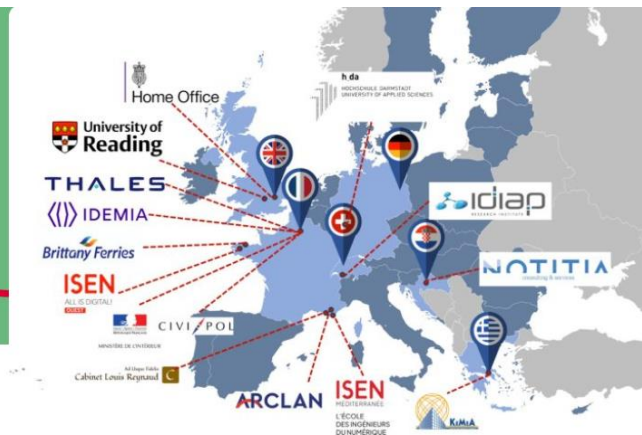 Home Office
University of
Reading
THALES
IDEMIA
Brittany Ferries
ISEN
ALL IS DIGITAL!
OUEST
MINISTÈRE DE L'INTÉRIEUR
CIVIPOL
Cabinet Louis Reynaud
C
ARCLAN
ISEN
MÉDITERRANÉE
L'ÉCOLE
DES INGÉNIEURS
DU NUMÉRIQUE
KEMEA
h_da
HOCHSCHULE DARMSTADT
UNIVERSITY OF APPLIED SCIENCES
idiap
RESEARCH INSTITUTE
NOTITIA
consulting & services